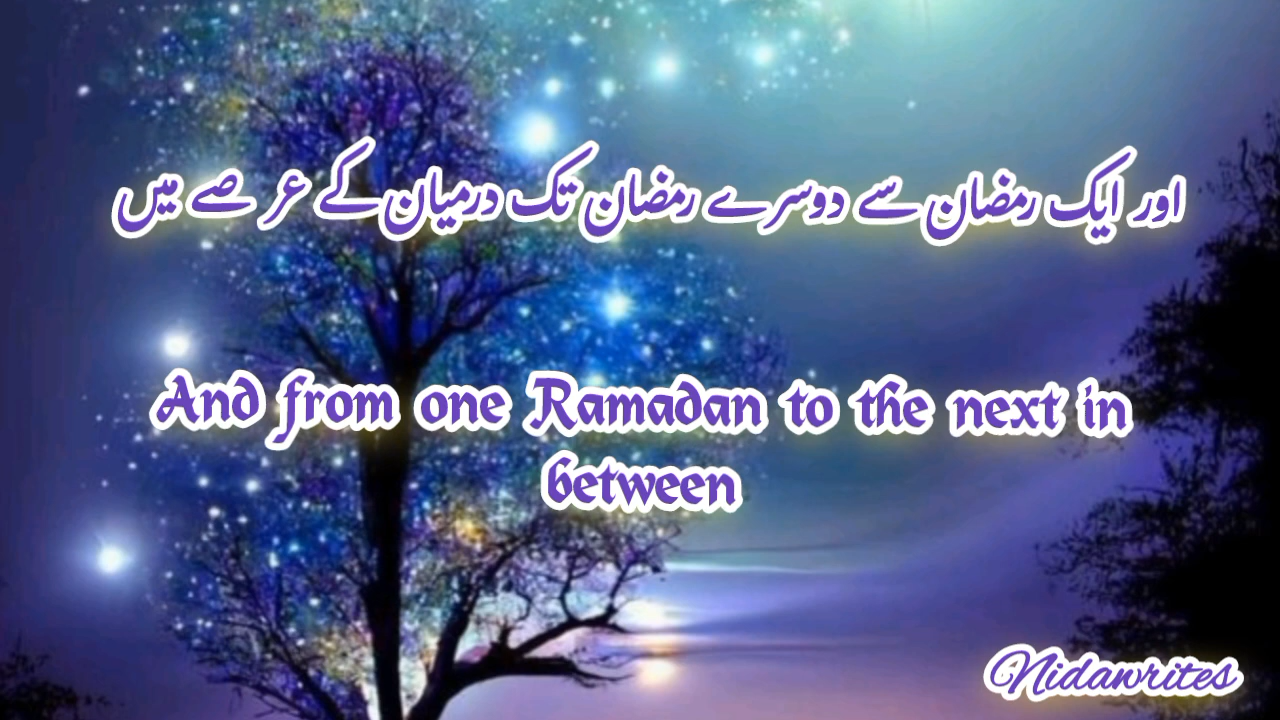 اور ایک رمضان سے دوسرے رمضان تک درمیان کے عرصے میں
And from one Ramadan to the next in
between
Nidawrites